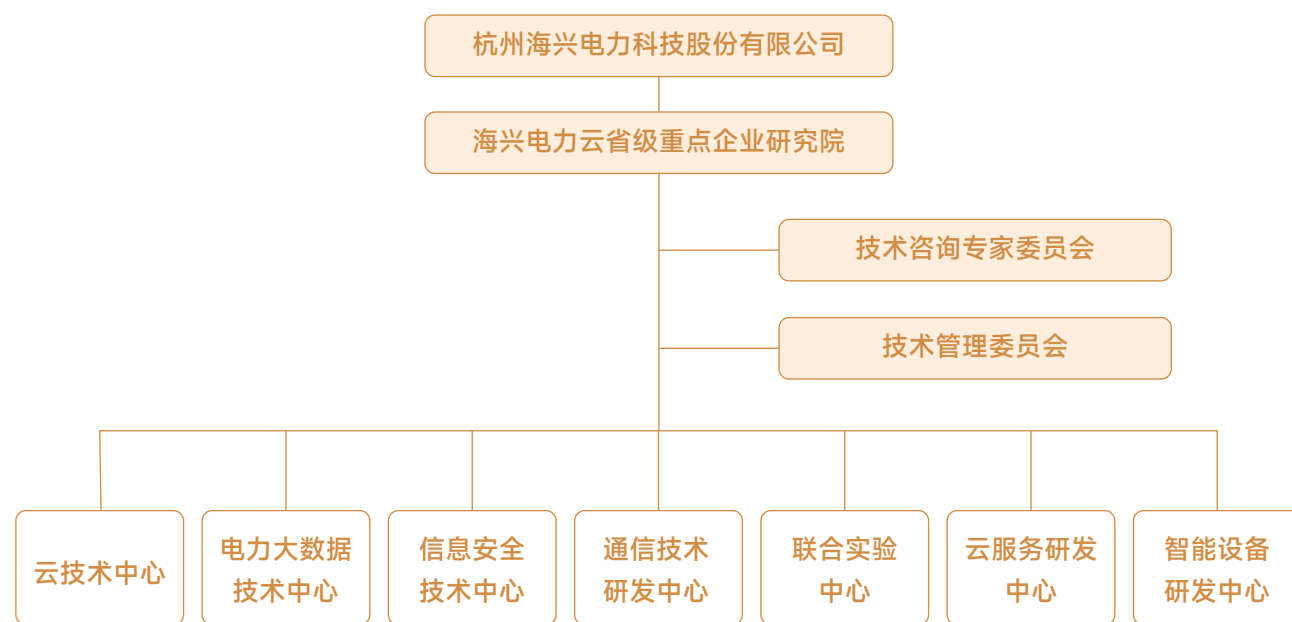 杭州海兴电力科技股份有限公司
海兴电力云省级重点企业研究院
技术咨询专家委员会
技术管理委员会
云技术中心
电力大数据
技术中心
信息安全
技术中心
通信技术
研发中心
联合实验
中心
云服务研发
中心
智能设备
研发中心